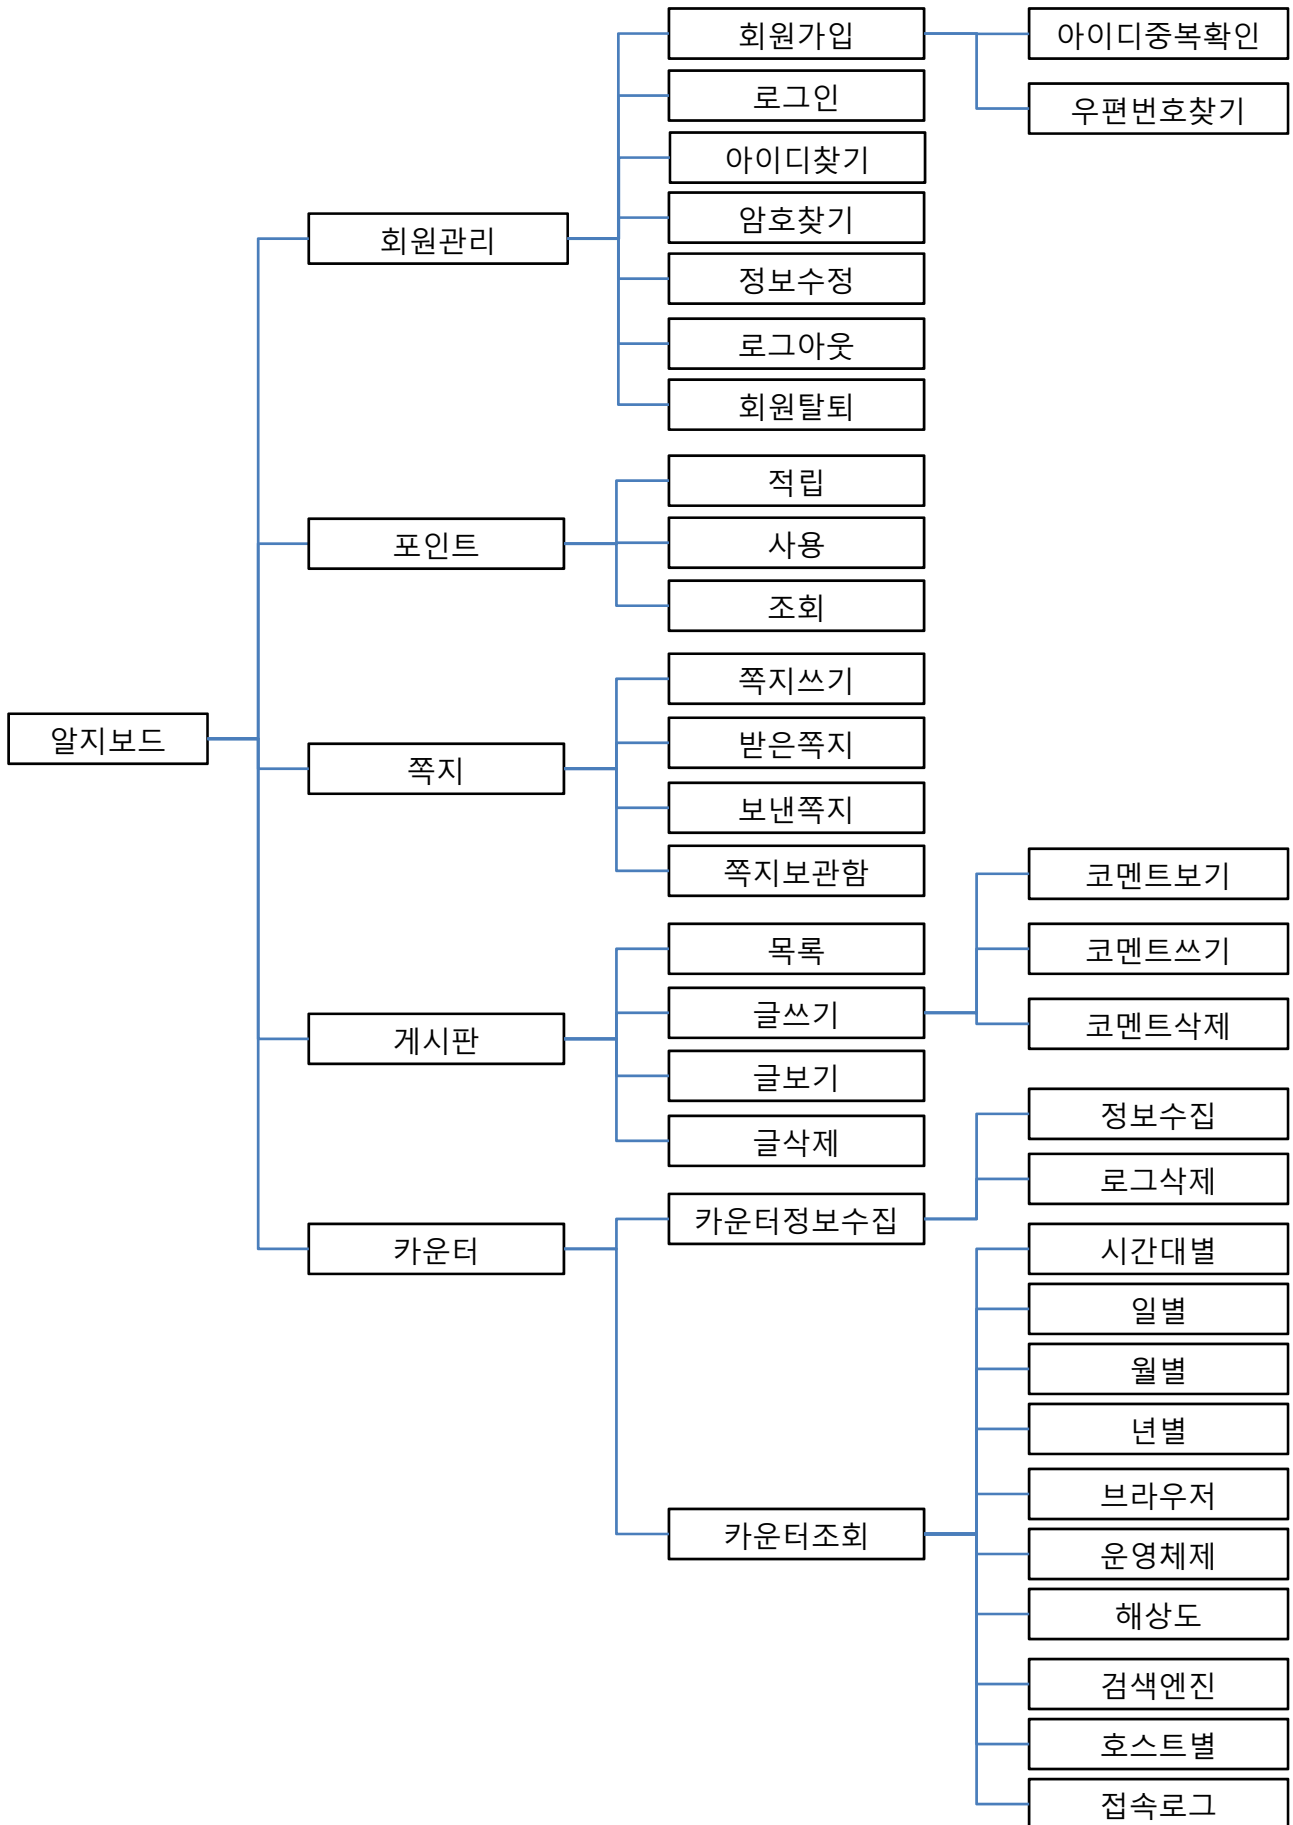 알지보드
회원관리
회원가입
아이디중복확인
우편번호찾기
로그인
아이디찾기
암호찾기
정보수정
로그아웃
회원탈퇴
포인트
적립
사용
조회
쪽지
쪽지쓰기
받은쪽지
보낸쪽지
쪽지보관함
게시판
목록
글쓰기
코멘트보기
코멘트쓰기
코멘트삭제
글보기
글삭제
카운터
카운터정보수집
정보수집
로그삭제
카운터조회
시간대별
일별
월별
년별
브라우저
운영체제
해상도
검색엔진
호스트별
접속로그